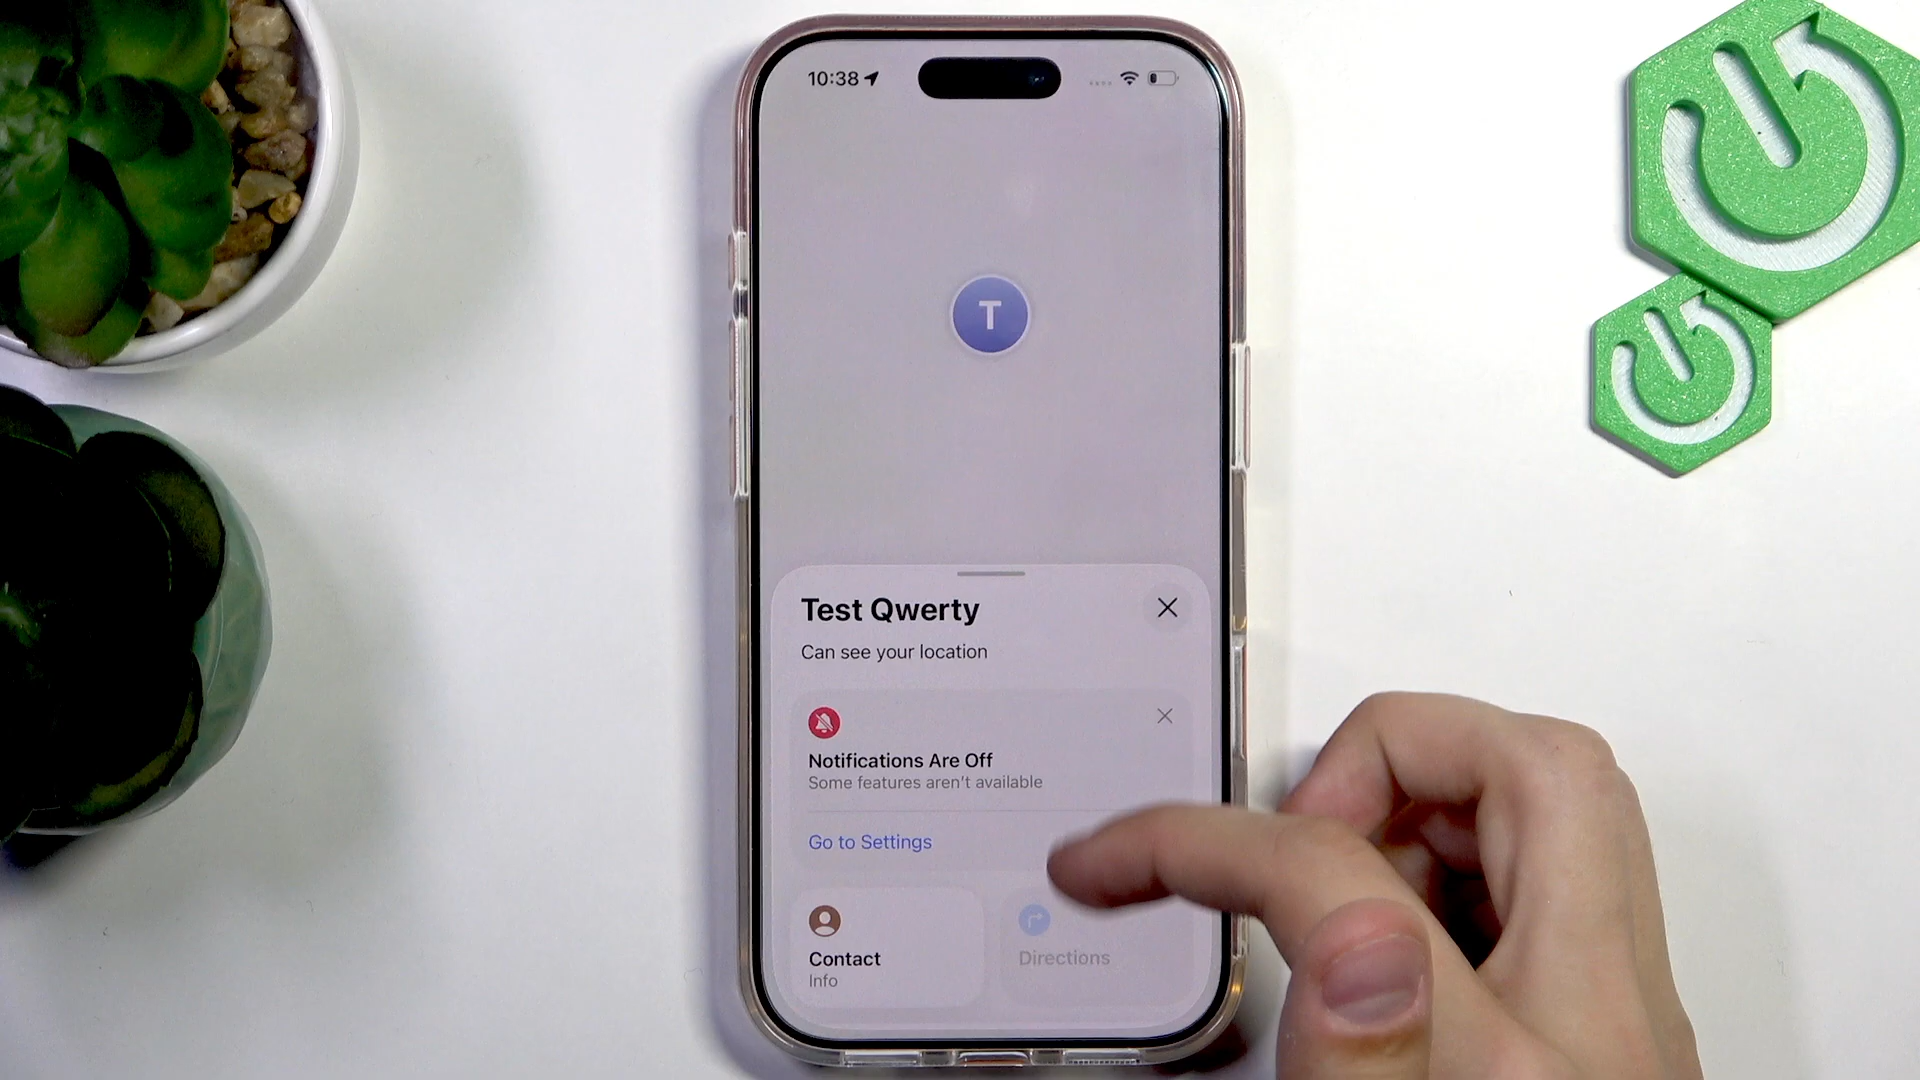 10:38
T
Test Qwerty
Can see your location
Notifications Are Off
Some features aren't available
Go to Settings
Contact
Info
Directions